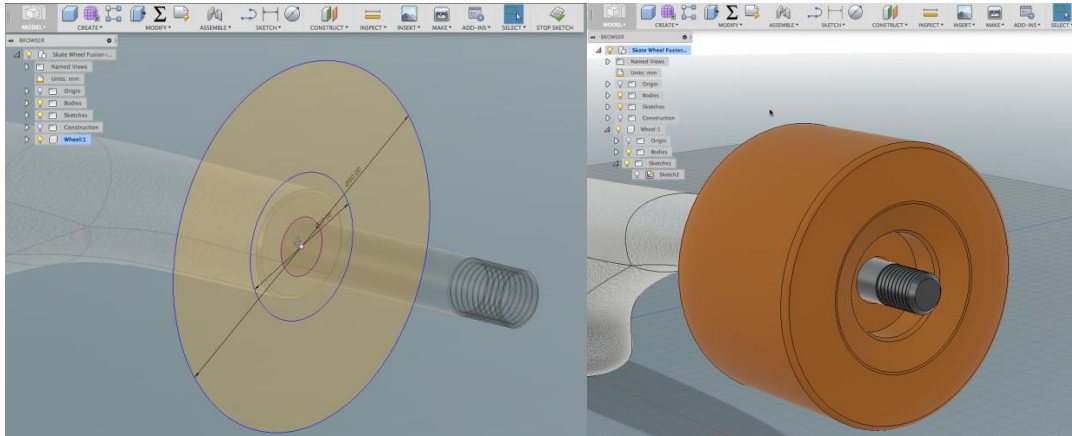 MODEL▾ CREATE▾ MODIFY▾ ASSEMBLE▾ SKETCH▾ CONSTRUCT▾ INSPECT▾ INSERT▾ MAKE▾ ADD-INS▾ SELECT▾ STOP SKETCH
BROWSER
Skate Wheel Fusion (...
Named Views
Units: mm
Origin
Bodies
Sketches
Construction
Wheel:1
MODEL▾ CREATE▾ MODIFY▾ ASSEMBLE▾ SKETCH▾ CONSTRUCT▾ INSPECT▾ INSERT▾ MAKE▾ ADD-INS▾ SELECT▾
BROWSER
Skate Wheel Fusion...
Named Views
Units: mm
Origin
Bodies
Sketches
Construction
Wheel:1
Origin
Bodies
Sketches
Sketch2